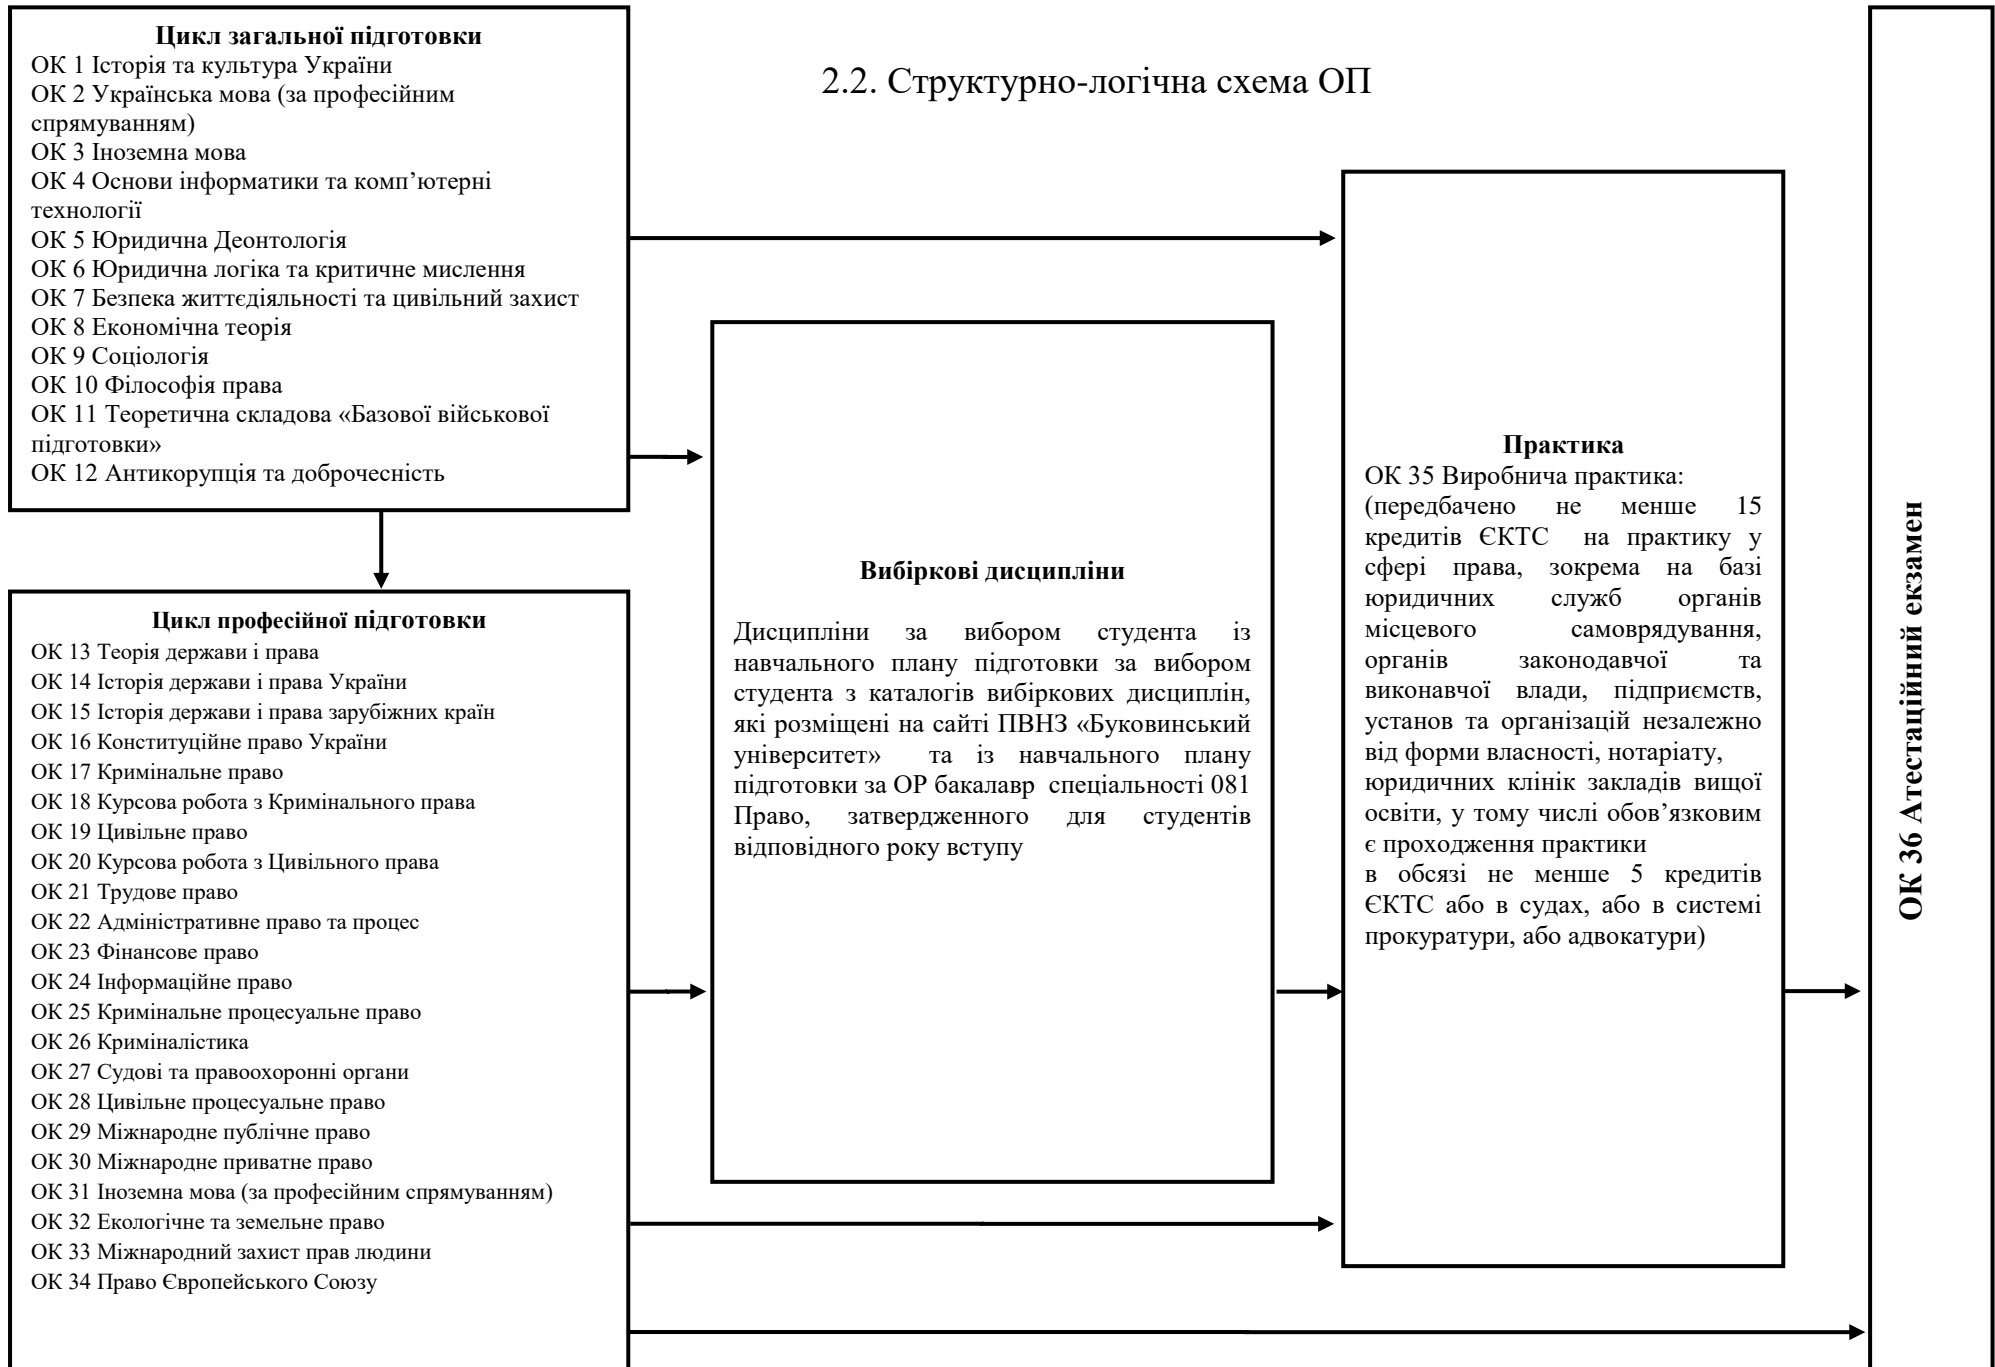 Цикл загальної підготовки
ОК 1 Історія та культура України
ОК 2 Українська мова (за професійним
спрямуванням)
ОК 3 Іноземна мова
ОК 4 Основи інформатики та комп’ютерні
технології
ОК 5 Юридична Деонтологія
ОК 6 Юридична логіка та критичне мислення
ОК 7 Безпека життєдіяльності та цивільний захист
ОК 8 Економічна теорія
ОК 9 Соціологія
ОК 10 Філософія права
ОК 11 Теоретична складова «Базової військової
підготовки»
ОК 12 Антикорупція та доброчесність
2.2. Структурно-логічна схема ОП
Цикл професійної підготовки
ОК 13 Теорія держави і права
ОК 14 Історія держави і права України
ОК 15 Історія держави і права зарубіжних країн
ОК 16 Конституційне право України
ОК 17 Кримінальне право
ОК 18 Курсова робота з Кримінального права
ОК 19 Цивільне право
ОК 20 Курсова робота з Цивільного права
ОК 21 Трудове право
ОК 22 Адміністративне право та процес
ОК 23 Фінансове право
ОК 24 Інформаційне право
ОК 25 Кримінальне процесуальне право
ОК 26 Криміналістика
ОК 27 Судові та правоохоронні органи
ОК 28 Цивільне процесуальне право
ОК 29 Міжнародне публічне право
ОК 30 Міжнародне приватне право
ОК 31 Іноземна мова (за професійним спрямуванням)
ОК 32 Екологічне та земельне право
ОК 33 Міжнародний захист прав людини
ОК 34 Право Європейського Союзу
Вибіркові дисципліни
Дисципліни за вибором студента із
навчального плану підготовки за вибором
студента з каталогів вибіркових дисциплін,
які розміщені на сайті ПВНЗ «Буковинський
університет» та із навчального плану
підготовки за ОР бакалавр спеціальності 081
Право, затвердженного для студентів
відповідного року вступу
Практика
ОК 35 Виробнича практика:
(передбачено не менше 15
кредитів ЄКТС на практику у
сфері права, зокрема на базі
юридичних служб органів
місцевого самоврядування,
органів законодавчої та
виконавчої влади, підприємств,
установ та організацій незалежно
від форми власності, нотаріату,
юридичних клінік закладів вищої
освіти, у тому числі обов’язковим
є проходження практики
в обсязі не менше 5 кредитів
ЄКТС або в судах, або в системі
прокуратури, або адвокатури)
ОК 36 Атестаційний екзамен